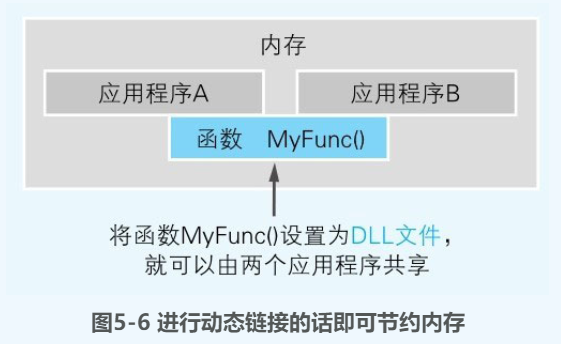 内存
应用程序A 应用程序B
函数 MyFunc()
将函数MyFunc()设置为DLL文件，
就可以由两个应用程序共享
图5-6 进行动态链接的话即可节约内存